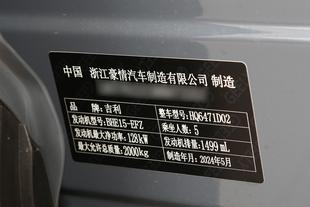 中国 浙江豪情汽车制造有限公司 制造
品牌:吉利 整车型号:HQ6471D02
发动机型号:BHE15-EFZ 乘坐人数:5
发动机最大净功率:128kW 发动机排量:1499mL
最大允许总质量:2000kg 制造年月:2024年5月